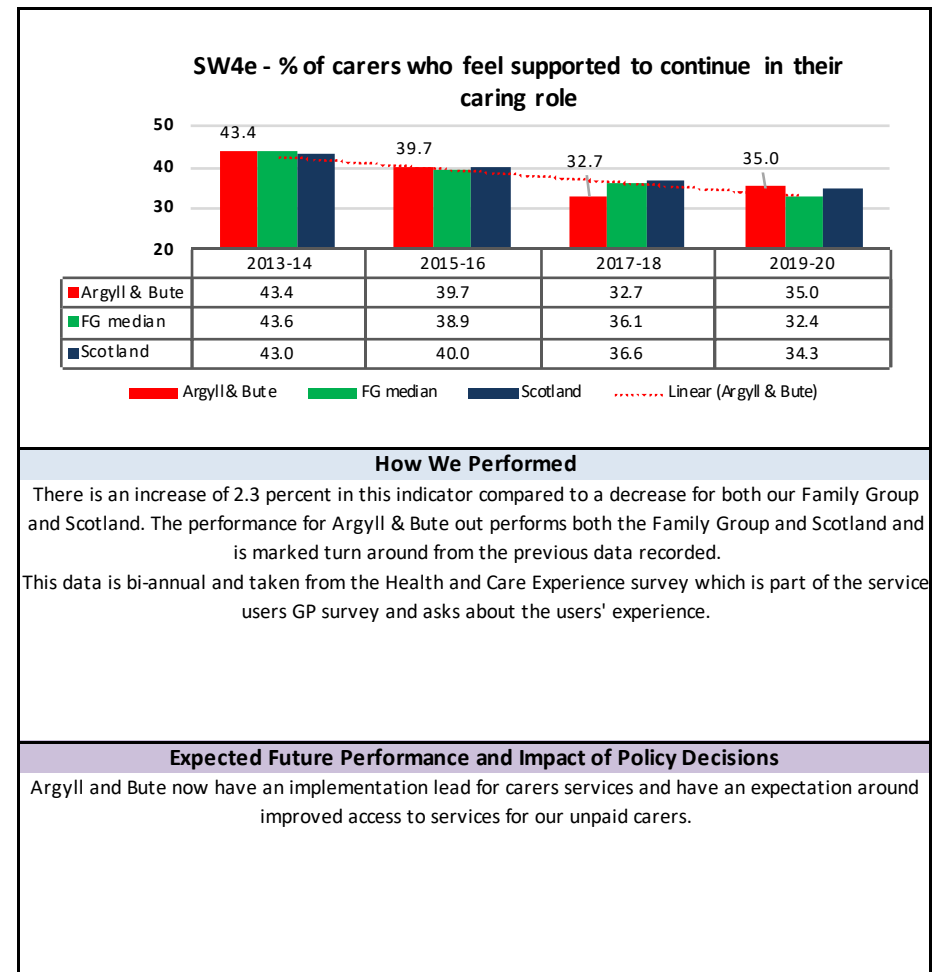 SW4e - % of carers who feel supported to continue in their
caring role
50
40
30
20
43.4
39.7
32.7
35.0
2013-14 2015-16 2017-18 2019-20
Argyll & Bute 43.4 39.7 32.7 35.0
FG median 43.6 38.9 36.1 32.4
Scotland 43.0 40.0 36.6 34.3
Argyll & Bute FG median Scotland Linear (Argyll & Bute)
How We Performed
There is an increase of 2.3 percent in this indicator compared to a decrease for both our Family Group
and Scotland. The performance for Argyll & Bute out performs both the Family Group and Scotland and
is marked turn around from the previous data recorded.
This data is bi-annual and taken from the Health and Care Experience survey which is part of the service
users GP survey and asks about the users' experience.
Expected Future Performance and Impact of Policy Decisions
Argyll and Bute now have an implementation lead for carers services and have an expectation around
improved access to services for our unpaid carers.